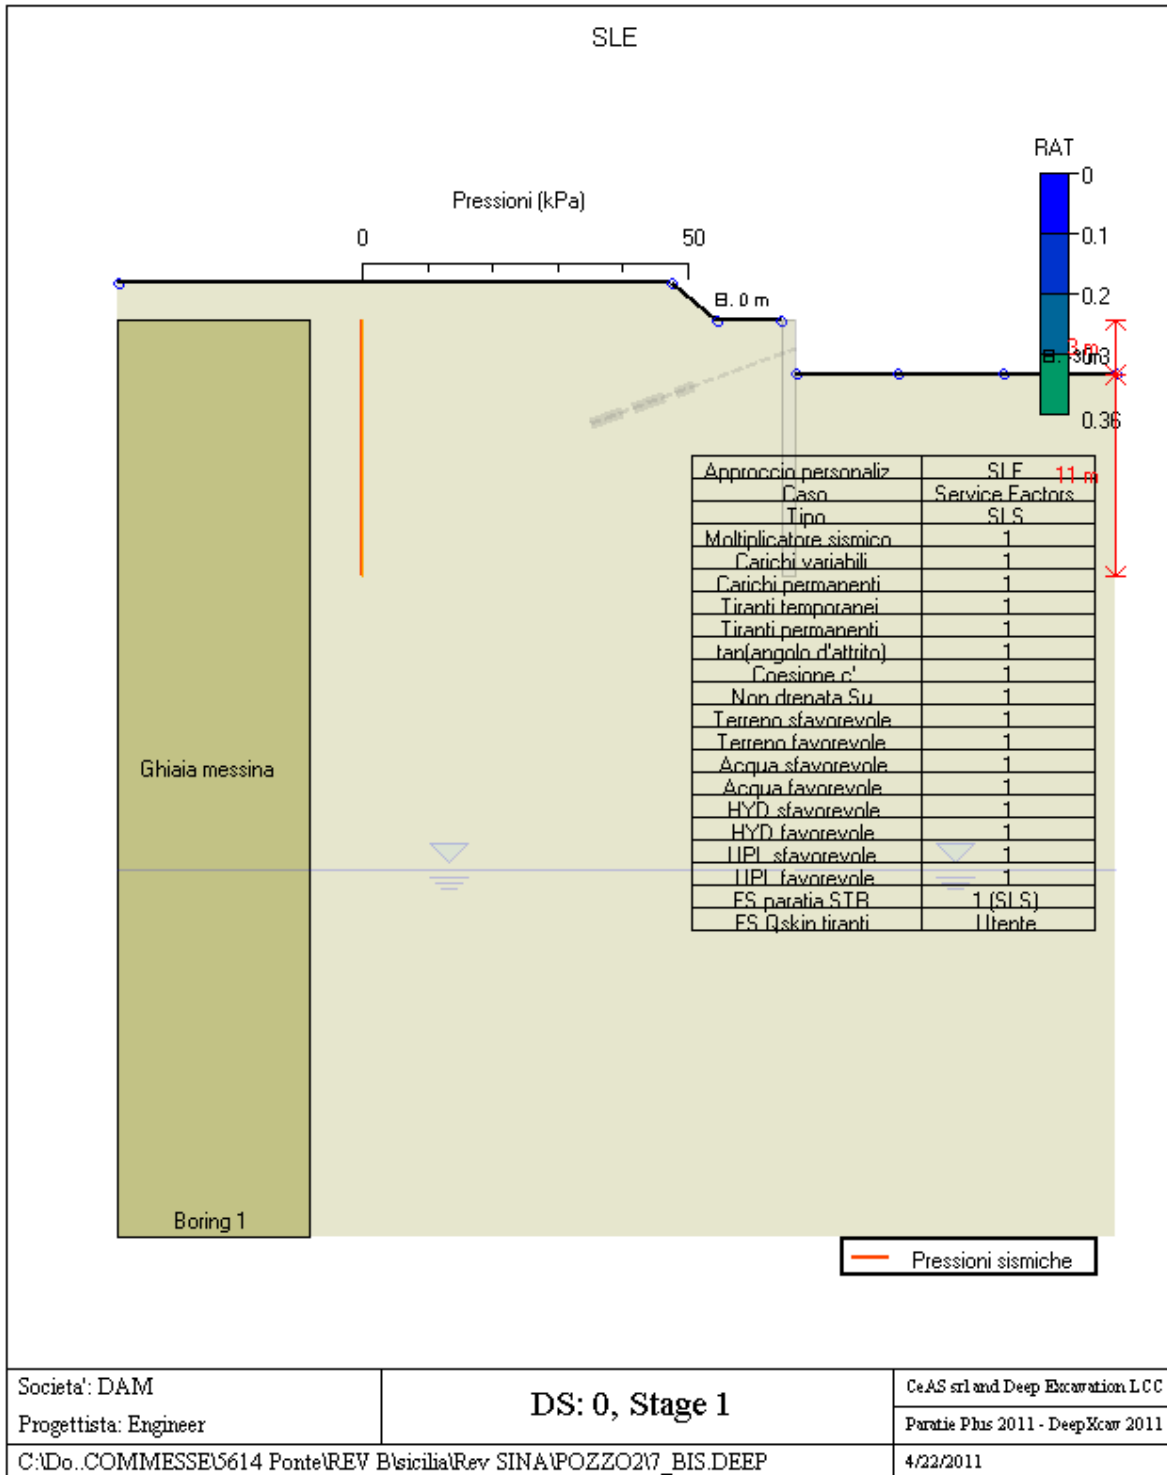 SLE
RAT
Pressioni (kPa)
0
50
0
0.1
0.2
0.3
0.36
El. 0 m
3 m
11 m
Approccio personaliz SLE
Caso Service Factors
Tipo SLS
Moltiplicatore sismico 1
Carichi variabili 1
Carichi permanenti 1
Tiranti temporanei 1
Tiranti permanenti 1
tan(angolo d'attrito) 1
Coesione c' 1
Non drenata Su 1
Terreno sfavorevole 1
Terreno favorevole 1
Acqua sfavorevole 1
Acqua favorevole 1
HYD sfavorevole 1
HYD favorevole 1
UPL sfavorevole 1
UPL favorevole 1
FS paratia STR 1 (SLS)
FS Qskin tiranti Utente
Ghiaia messina
Boring 1
Pressioni sismiche
Societa': DAM
Progettista: Engineer
DS: 0, Stage 1
CeAS srl and Deep Excavation LCC
Paratie Plus 2011 - DeepXcav 2011
C:\Do..COMMESSE\5614 Ponte\REV B\sicilia\Rev SINA\POZZO2\7_BIS.DEEP
4/22/2011